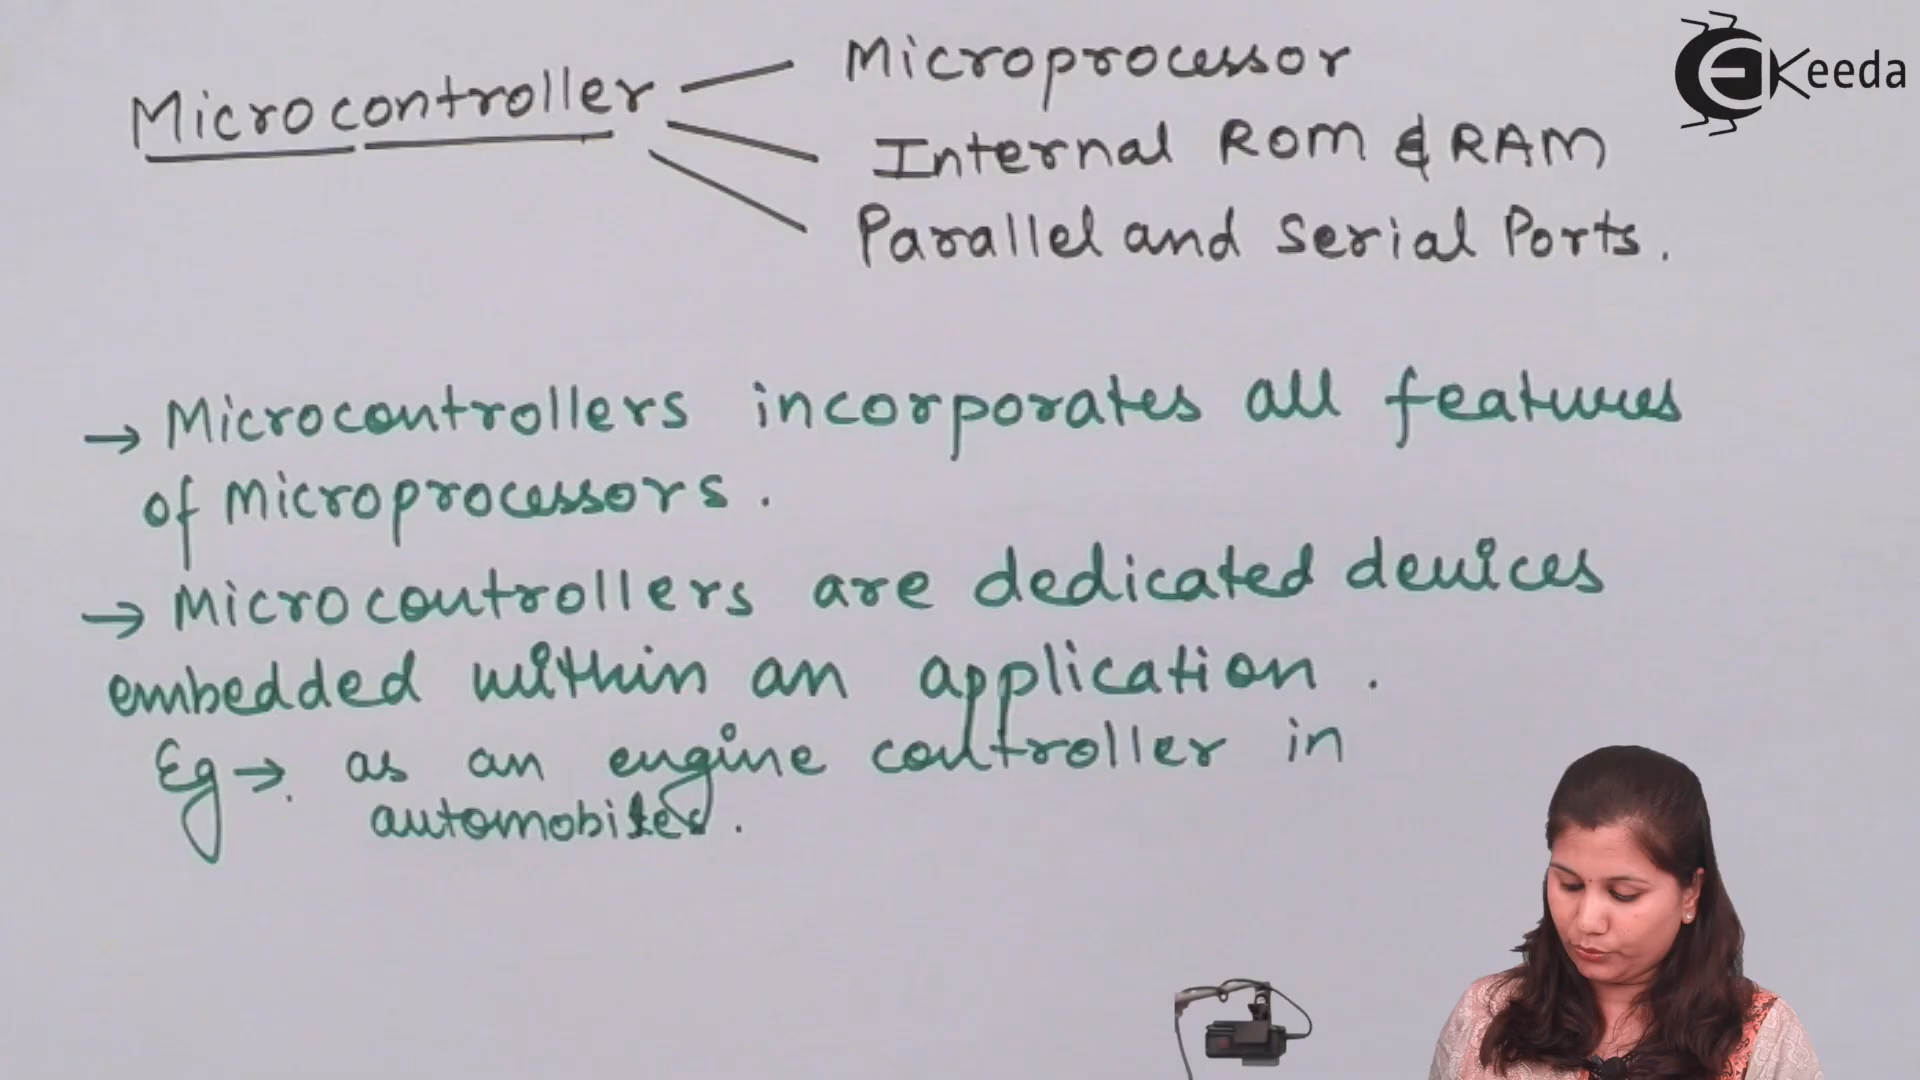 Microcontroller
Microprocessor
Internal ROM & RAM
Parallel and Serial Ports.
Ekeeda
→ Microcontrollers incorporates all features
of Microprocessors.
→ Microcontrollers are dedicated devices
embedded within an application.
Eg → as an engine controller in
automobiles.